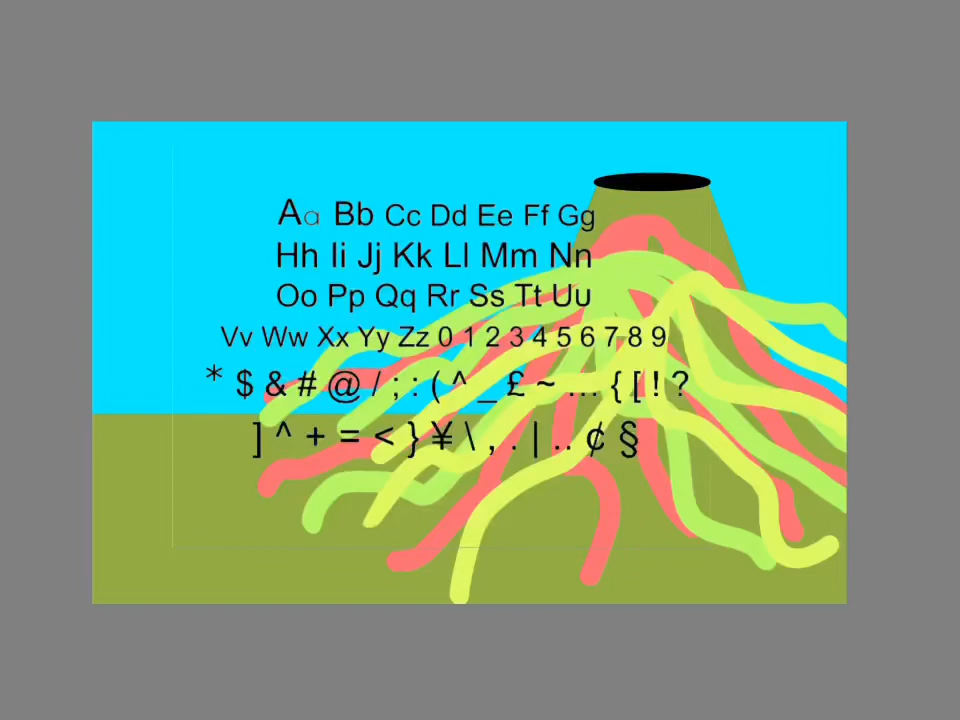 Aa Bb Cc Dd Ee Ff Gg
Hh Ii Jj Kk Ll Mm Nn
Oo Pp Qq Rr Ss Tt Uu
Vv Ww Xx Yy Zz 0 1 2 3 4 5 6 7 8 9
* $ & # @ / ; : ( ^ _ £ ~ ... { [ ! ?
] ^ + = < } ¥ \ , . | .. ¢ §